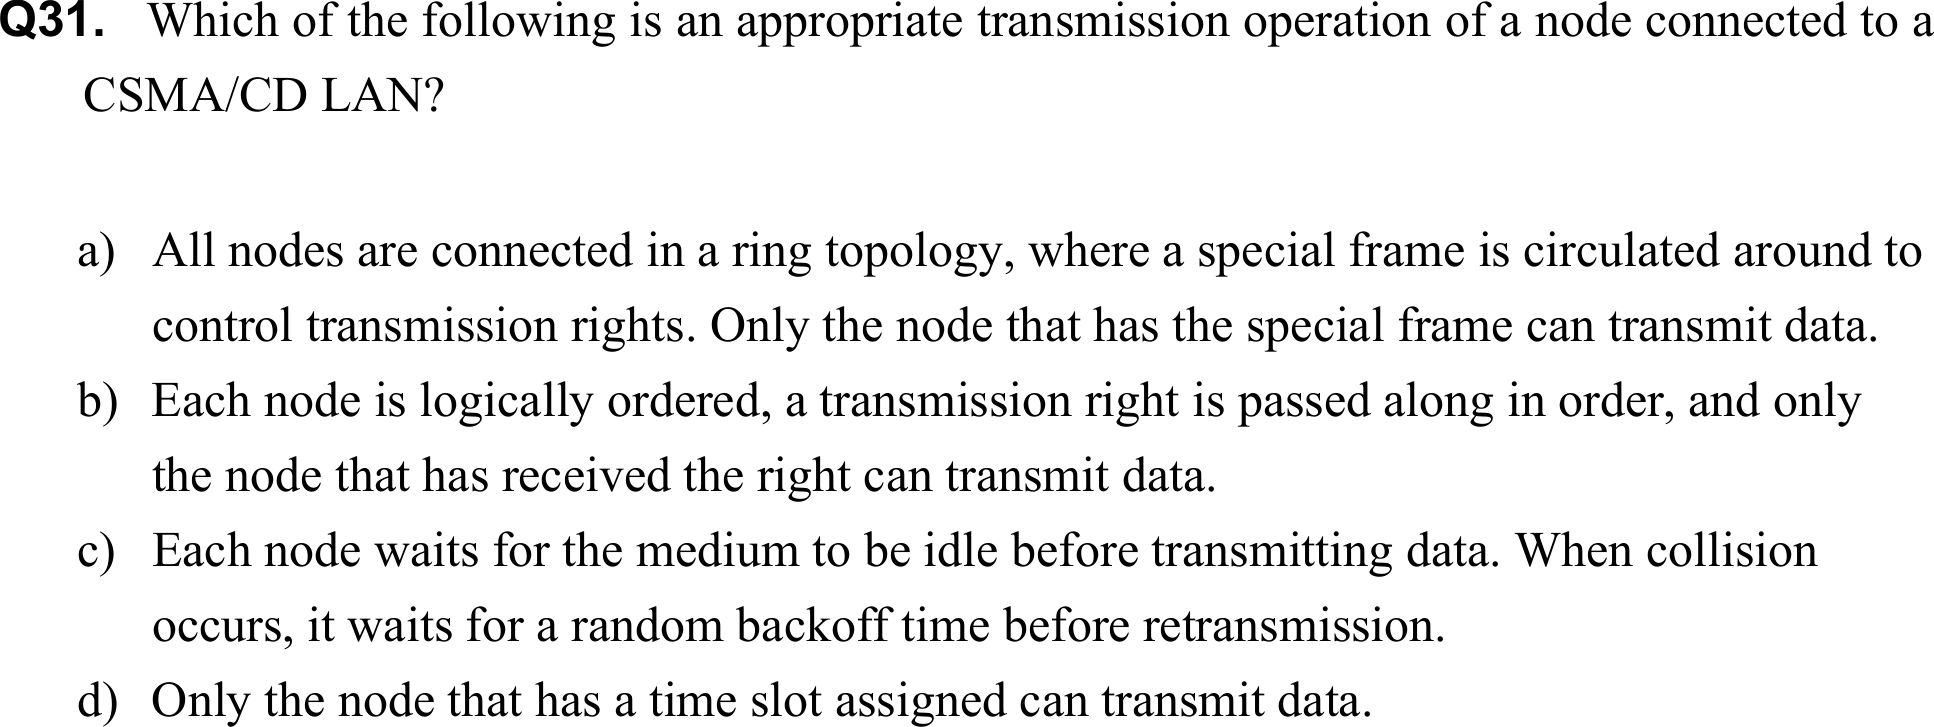 Q31. Which of the following is an appropriate transmission operation of a node connected to a
CSMA/CD LAN?
a) All nodes are connected in a ring topology, where a special frame is circulated around to
control transmission rights. Only the node that has the special frame can transmit data.
b) Each node is logically ordered, a transmission right is passed along in order, and only
the node that has received the right can transmit data.
c) Each node waits for the medium to be idle before transmitting data. When collision
occurs, it waits for a random backoff time before retransmission.
d) Only the node that has a time slot assigned can transmit data.